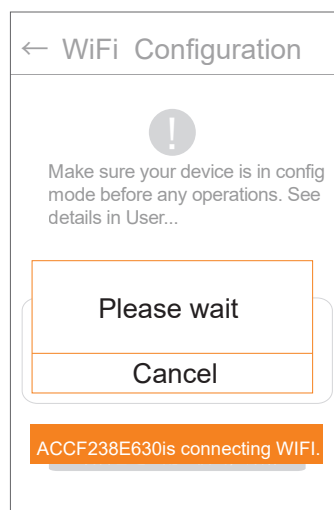 ← WiFi Configuration
!
Make sure your device is in config
mode before any operations. See
details in User...
Please wait
Cancel
ACCF238E630is connecting WIFI.